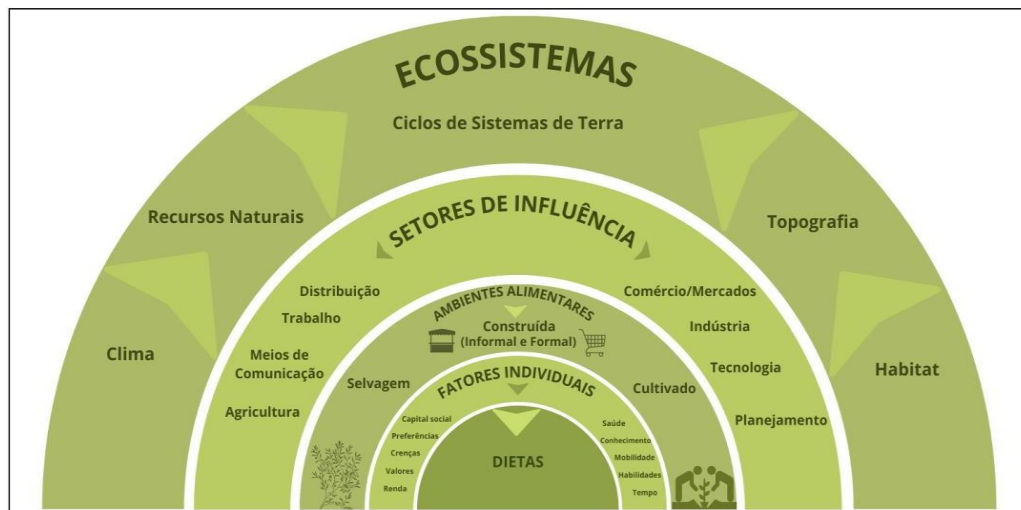 ECOSSISTEMAS
Ciclos de Sistemas de Terra
Recursos Naturais
Topografia
Clima
Habitat
SETORES DE INFLUÊNCIA
Distribuição
Trabalho
Meios de
Comunicação
Agricultura
Comércio/Mercados
Indústria
Tecnologia
Planejamento
AMBIENTES ALIMENTARES
Construída
(Informal e Formal)
Selvagem
Cultivado
FATORES INDIVIDUAIS
Capital social
Preferências
Crenças
Valores
Renda
Saúde
Conhecimento
Mobilidade
Habilidades
Tempo
DIETAS